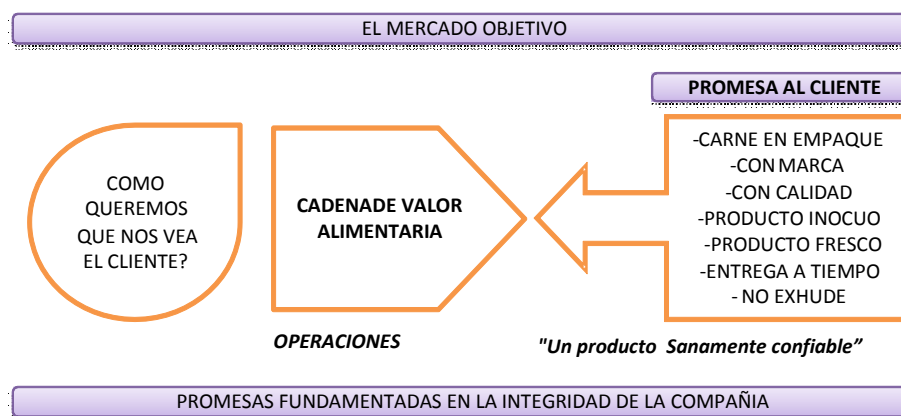 EL MERCADO OBJETIVO
PROMESA AL CLIENTE
COMO
QUEREMOS
QUE NOS VEA
EL CLIENTE?
CADENADE VALOR
ALIMENTARIA
-CARNE EN EMPAQUE
-CON MARCA
-CON CALIDAD
-PRODUCTO INOCUO
-PRODUCTO FRESCO
-ENTREGA A TIEMPO
- NO EXHUDE
OPERACIONES
"Un producto Sanamente confiable”
PROMESAS FUNDAMENTADAS EN LA INTEGRIDAD DE LA COMPAÑIA